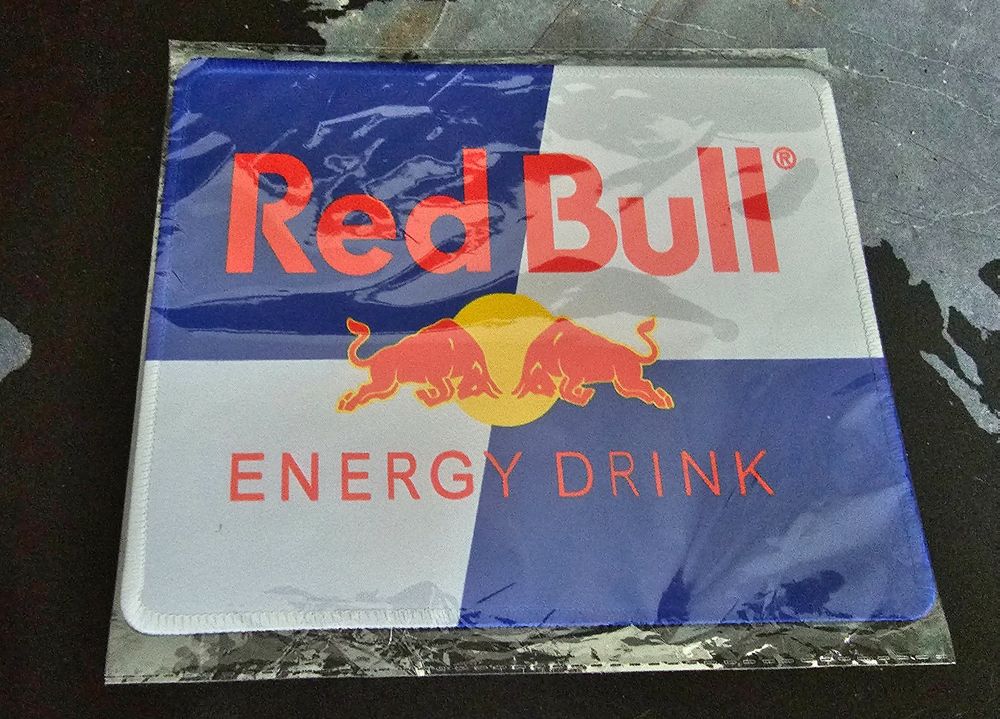 Red Bull®
ENERGY DRINK